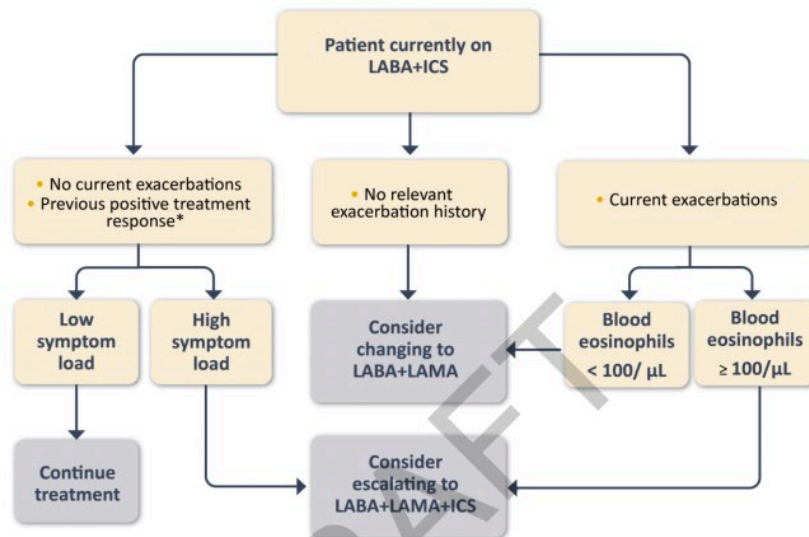 Patient currently on
LABA+ICS
• No current exacerbations
• Previous positive treatment
response*
• No relevant
exacerbation history
• Current exacerbations
Low
symptom
load
High
symptom
load
Consider
changing to
LABA+LAMA
Blood
eosinophils
< 100/ μL
Blood
eosinophils
≥ 100/μL
Continue
treatment
Consider
escalating to
LABA+LAMA+ICS
DRAFT